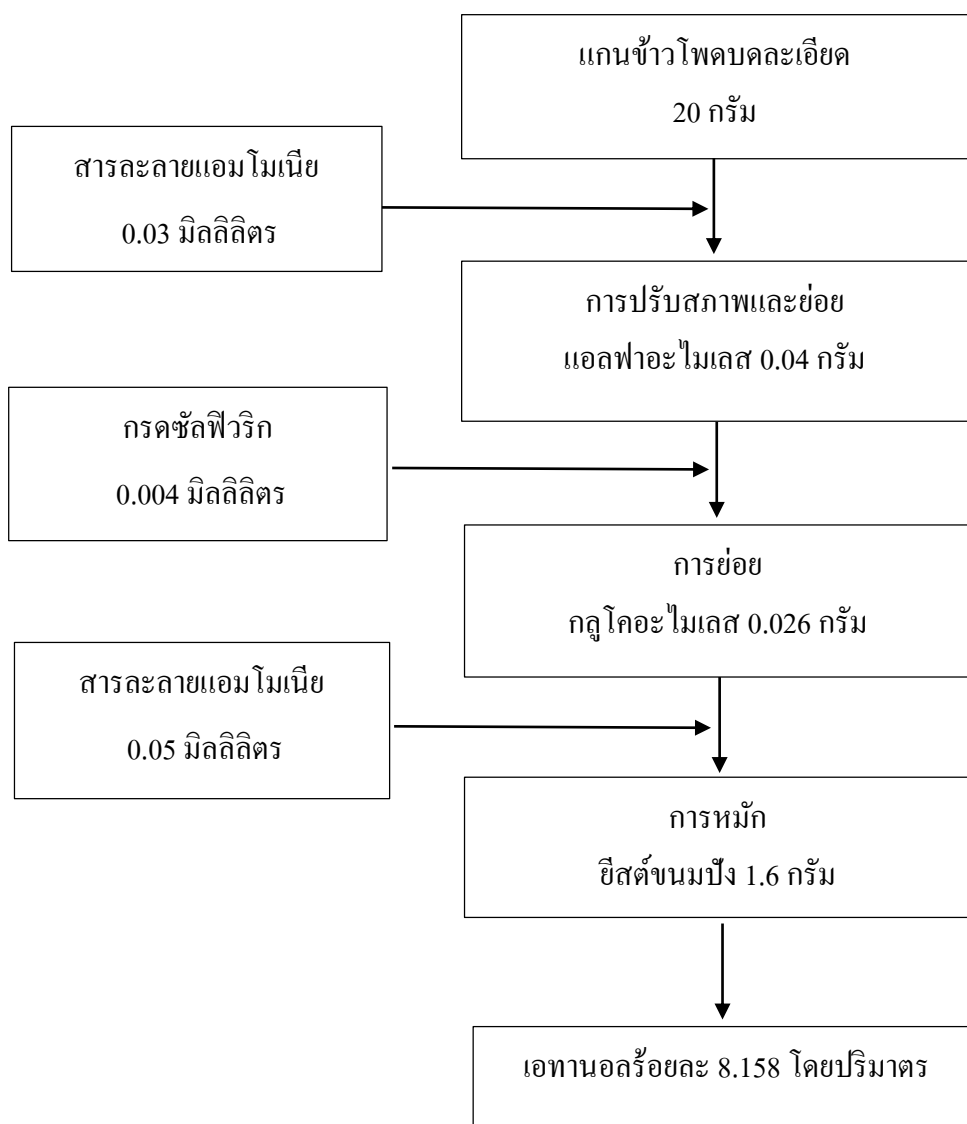 แกนข้าวโพดบดละเอียด
20 กรัม
สารละลายแอมโมเนีย
0.03 มิลลิลิตร
การปรับสภาพและย่อย
แอลฟาอะไมเลส 0.04 กรัม
กรดซัลฟิวริก
0.004 มิลลิลิตร
การย่อย
กลูโคอะไมเลส 0.026 กรัม
สารละลายแอมโมเนีย
0.05 มิลลิลิตร
การหมัก
ยีสต์ขนมปัง 1.6 กรัม
เอทานอลร้อยละ 8.158 โดยปริมาตร